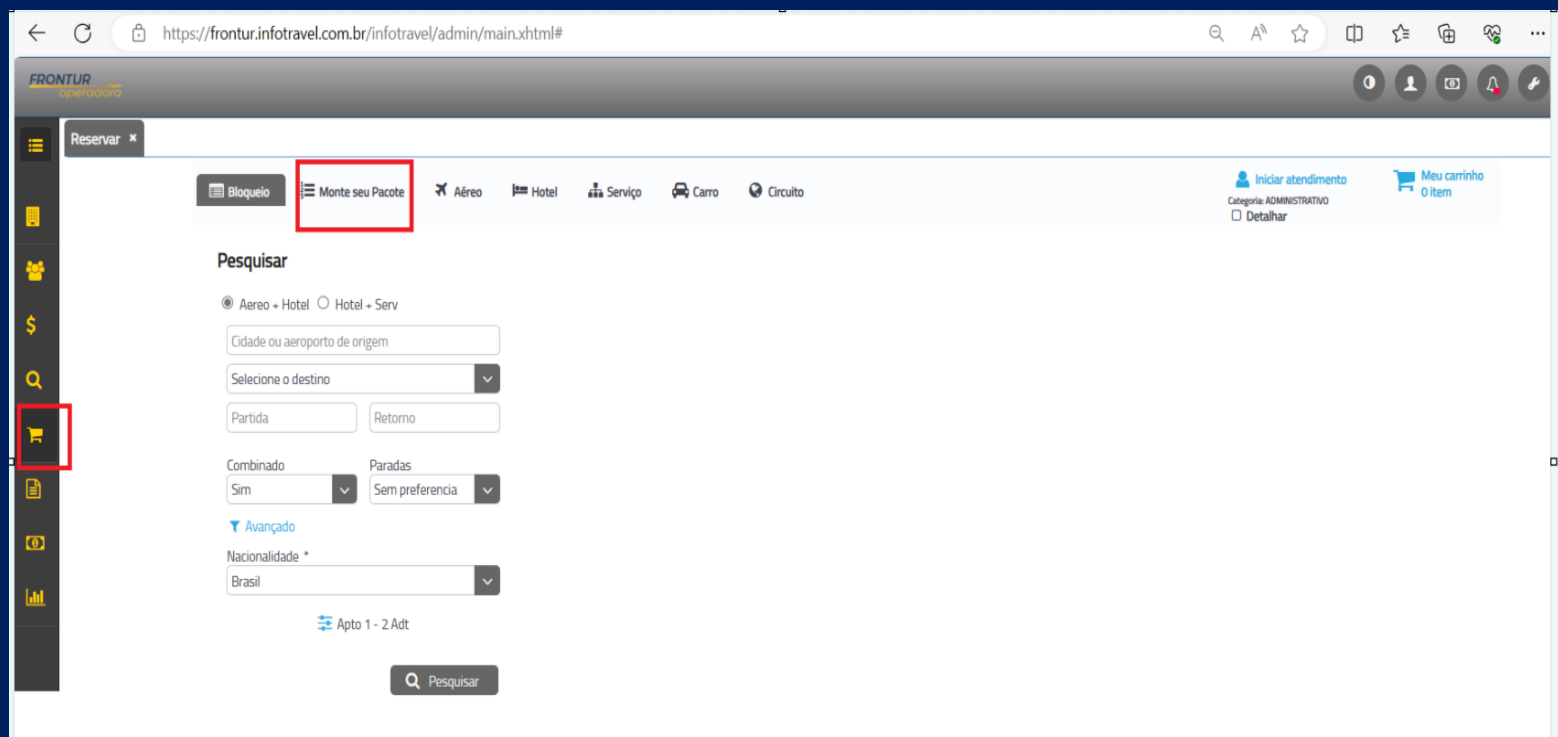 https://frontur.infotravel.com.br/infotravel/admin/main.xhtml#
FRONTUR
operadora
Reservar ×
Bloqueio Monte seu Pacote Aéreo Hotel Serviço Carro Circuito
Iniciar atendimento
Categoria: ADMINISTRATIVO
Detalhar
Meu carrinho
0 item
Pesquisar
Aereo + Hotel Hotel + Serv
Cidade ou aeroporto de origem
Selecione o destino
Partida Retorno
Combinado Paradas
Sim Sem preferencia
Avançado
Nacionalidade *
Brasil
Apto 1 - 2 Adt
Pesquisar